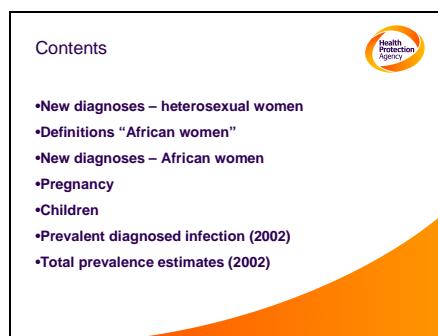 Contents
Health
Protection
Agency
•New diagnoses – heterosexual women
•Definitions “African women”
•New diagnoses – African women
•Pregnancy
•Children
•Prevalent diagnosed infection (2002)
•Total prevalence estimates (2002)